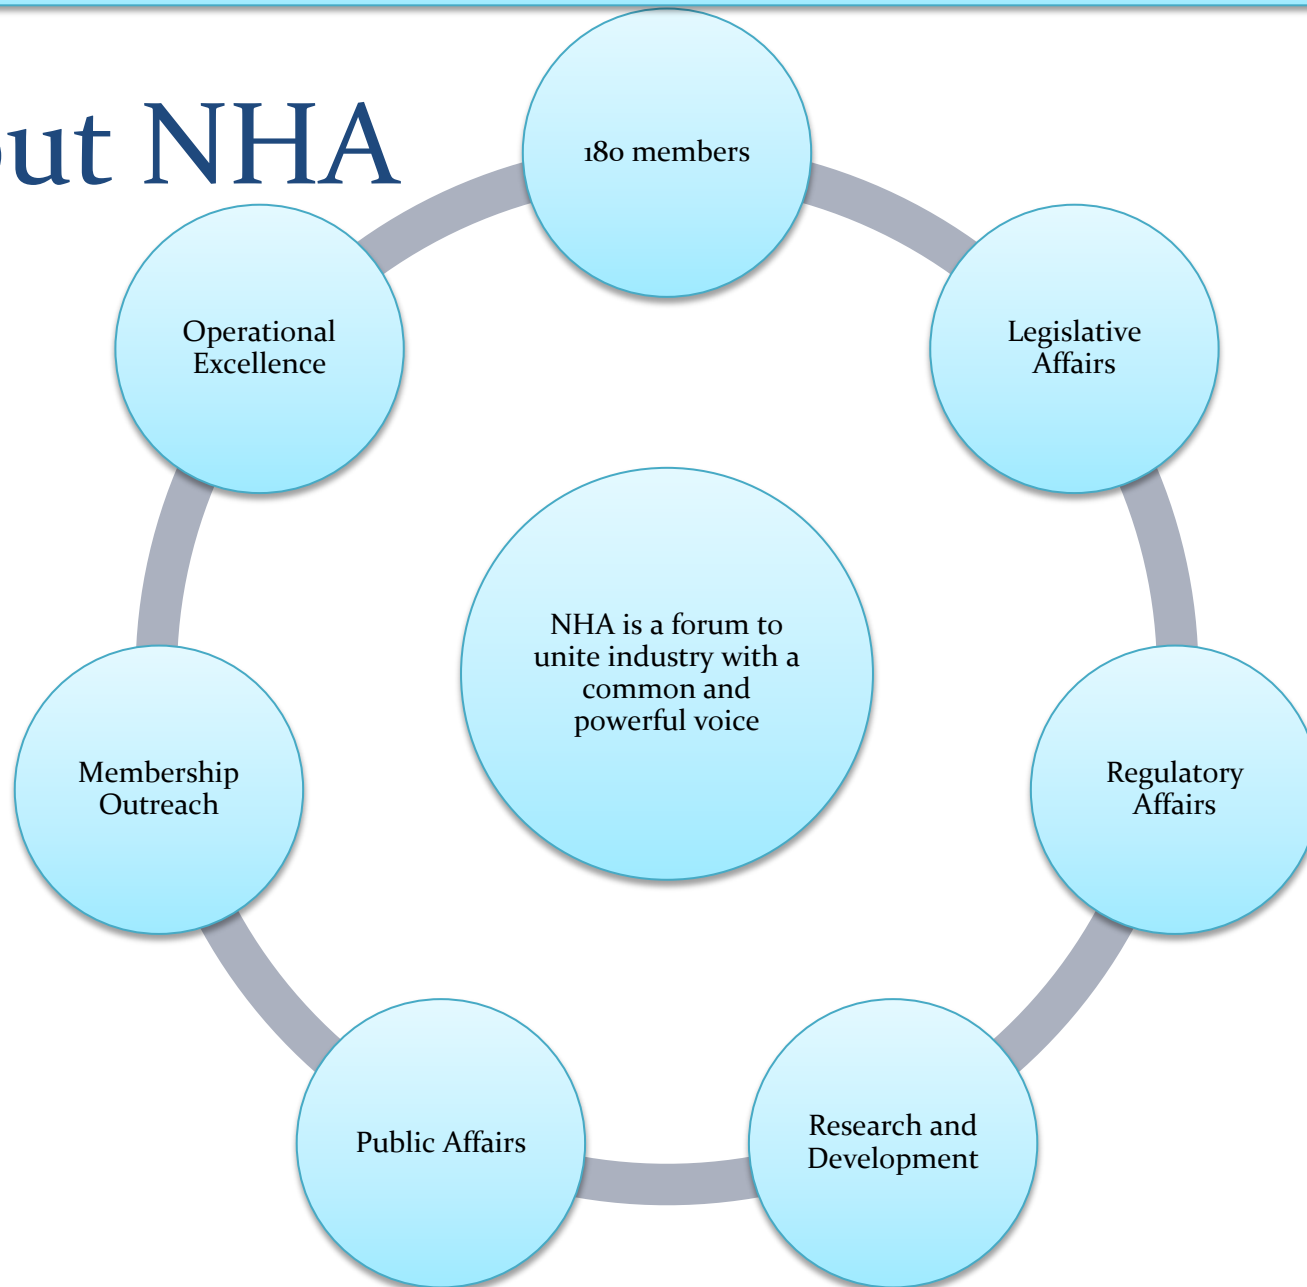 out NHA
180 members
Legislative
Affairs
Regulatory
Affairs
Research and
Development
Public Affairs
Membership
Outreach
Operational
Excellence
NHA is a forum to
unite industry with a
common and
powerful voice